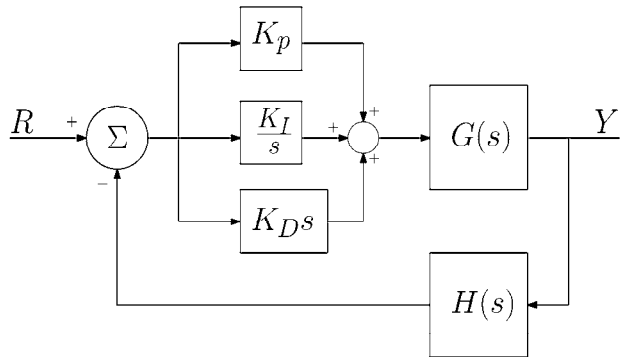 K_p
+
R + Σ K_I/s + G(s) Y
+
−
K_D s
H(s)